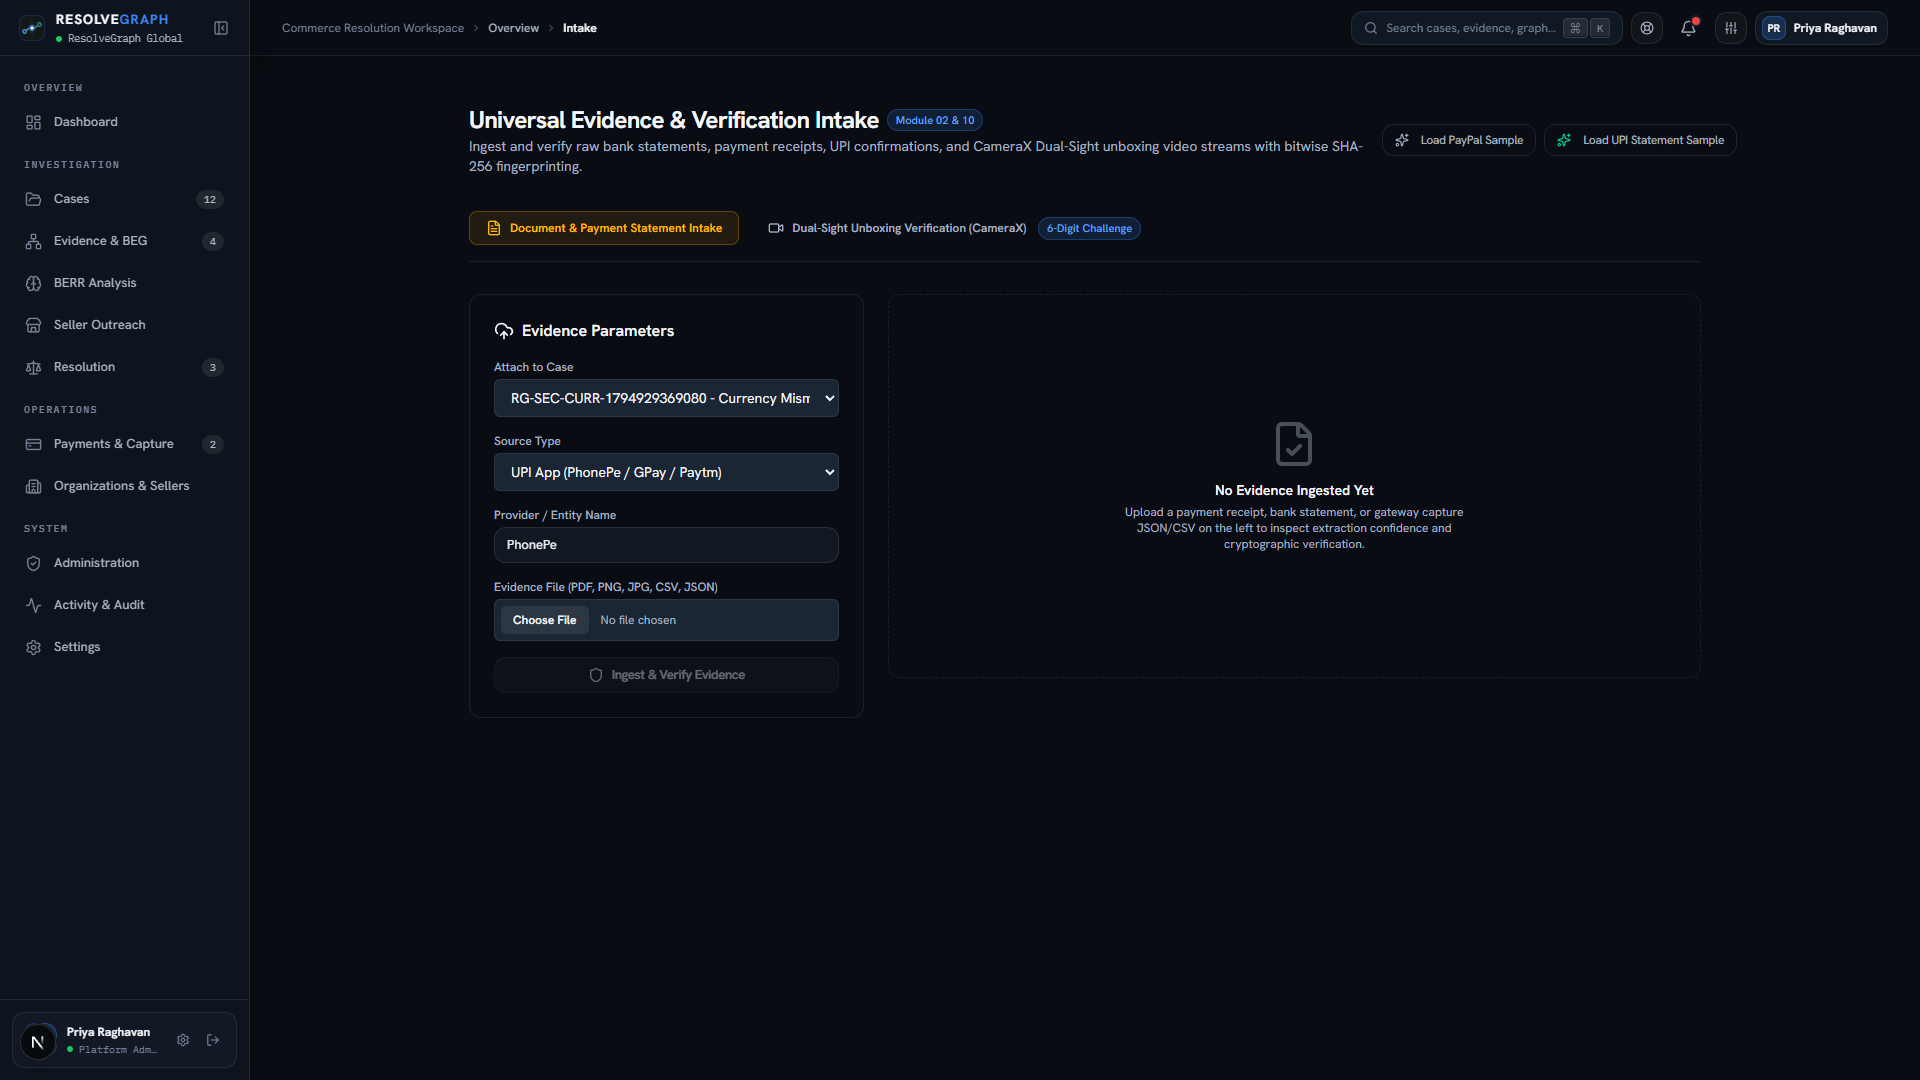 RESOLVEGRAPH
ResolveGraph Global
Commerce Resolution Workspace > Overview > Intake
Search cases, evidence, graph... ⌘ K
PR Priya Raghavan
OVERVIEW
Dashboard
INVESTIGATION
Cases 12
Evidence & BEG 4
BERR Analysis
Seller Outreach
Resolution 3
OPERATIONS
Payments & Capture 2
Organizations & Sellers
SYSTEM
Administration
Activity & Audit
Settings
N
Priya Raghavan
Platform Adm…
Universal Evidence & Verification Intake Module 02 & 10
Ingest and verify raw bank statements, payment receipts, UPI confirmations, and CameraX Dual-Sight unboxing video streams with bitwise SHA-
256 fingerprinting.
Load PayPal Sample
Load UPI Statement Sample
Document & Payment Statement Intake
Dual-Sight Unboxing Verification (CameraX) 6-Digit Challenge
Evidence Parameters
Attach to Case
RG-SEC-CURR-1794929369080 - Currency Mism
Source Type
UPI App (PhonePe / GPay / Paytm)
Provider / Entity Name
PhonePe
Evidence File (PDF, PNG, JPG, CSV, JSON)
Choose File No file chosen
Ingest & Verify Evidence
No Evidence Ingested Yet
Upload a payment receipt, bank statement, or gateway capture
JSON/CSV on the left to inspect extraction confidence and
cryptographic verification.